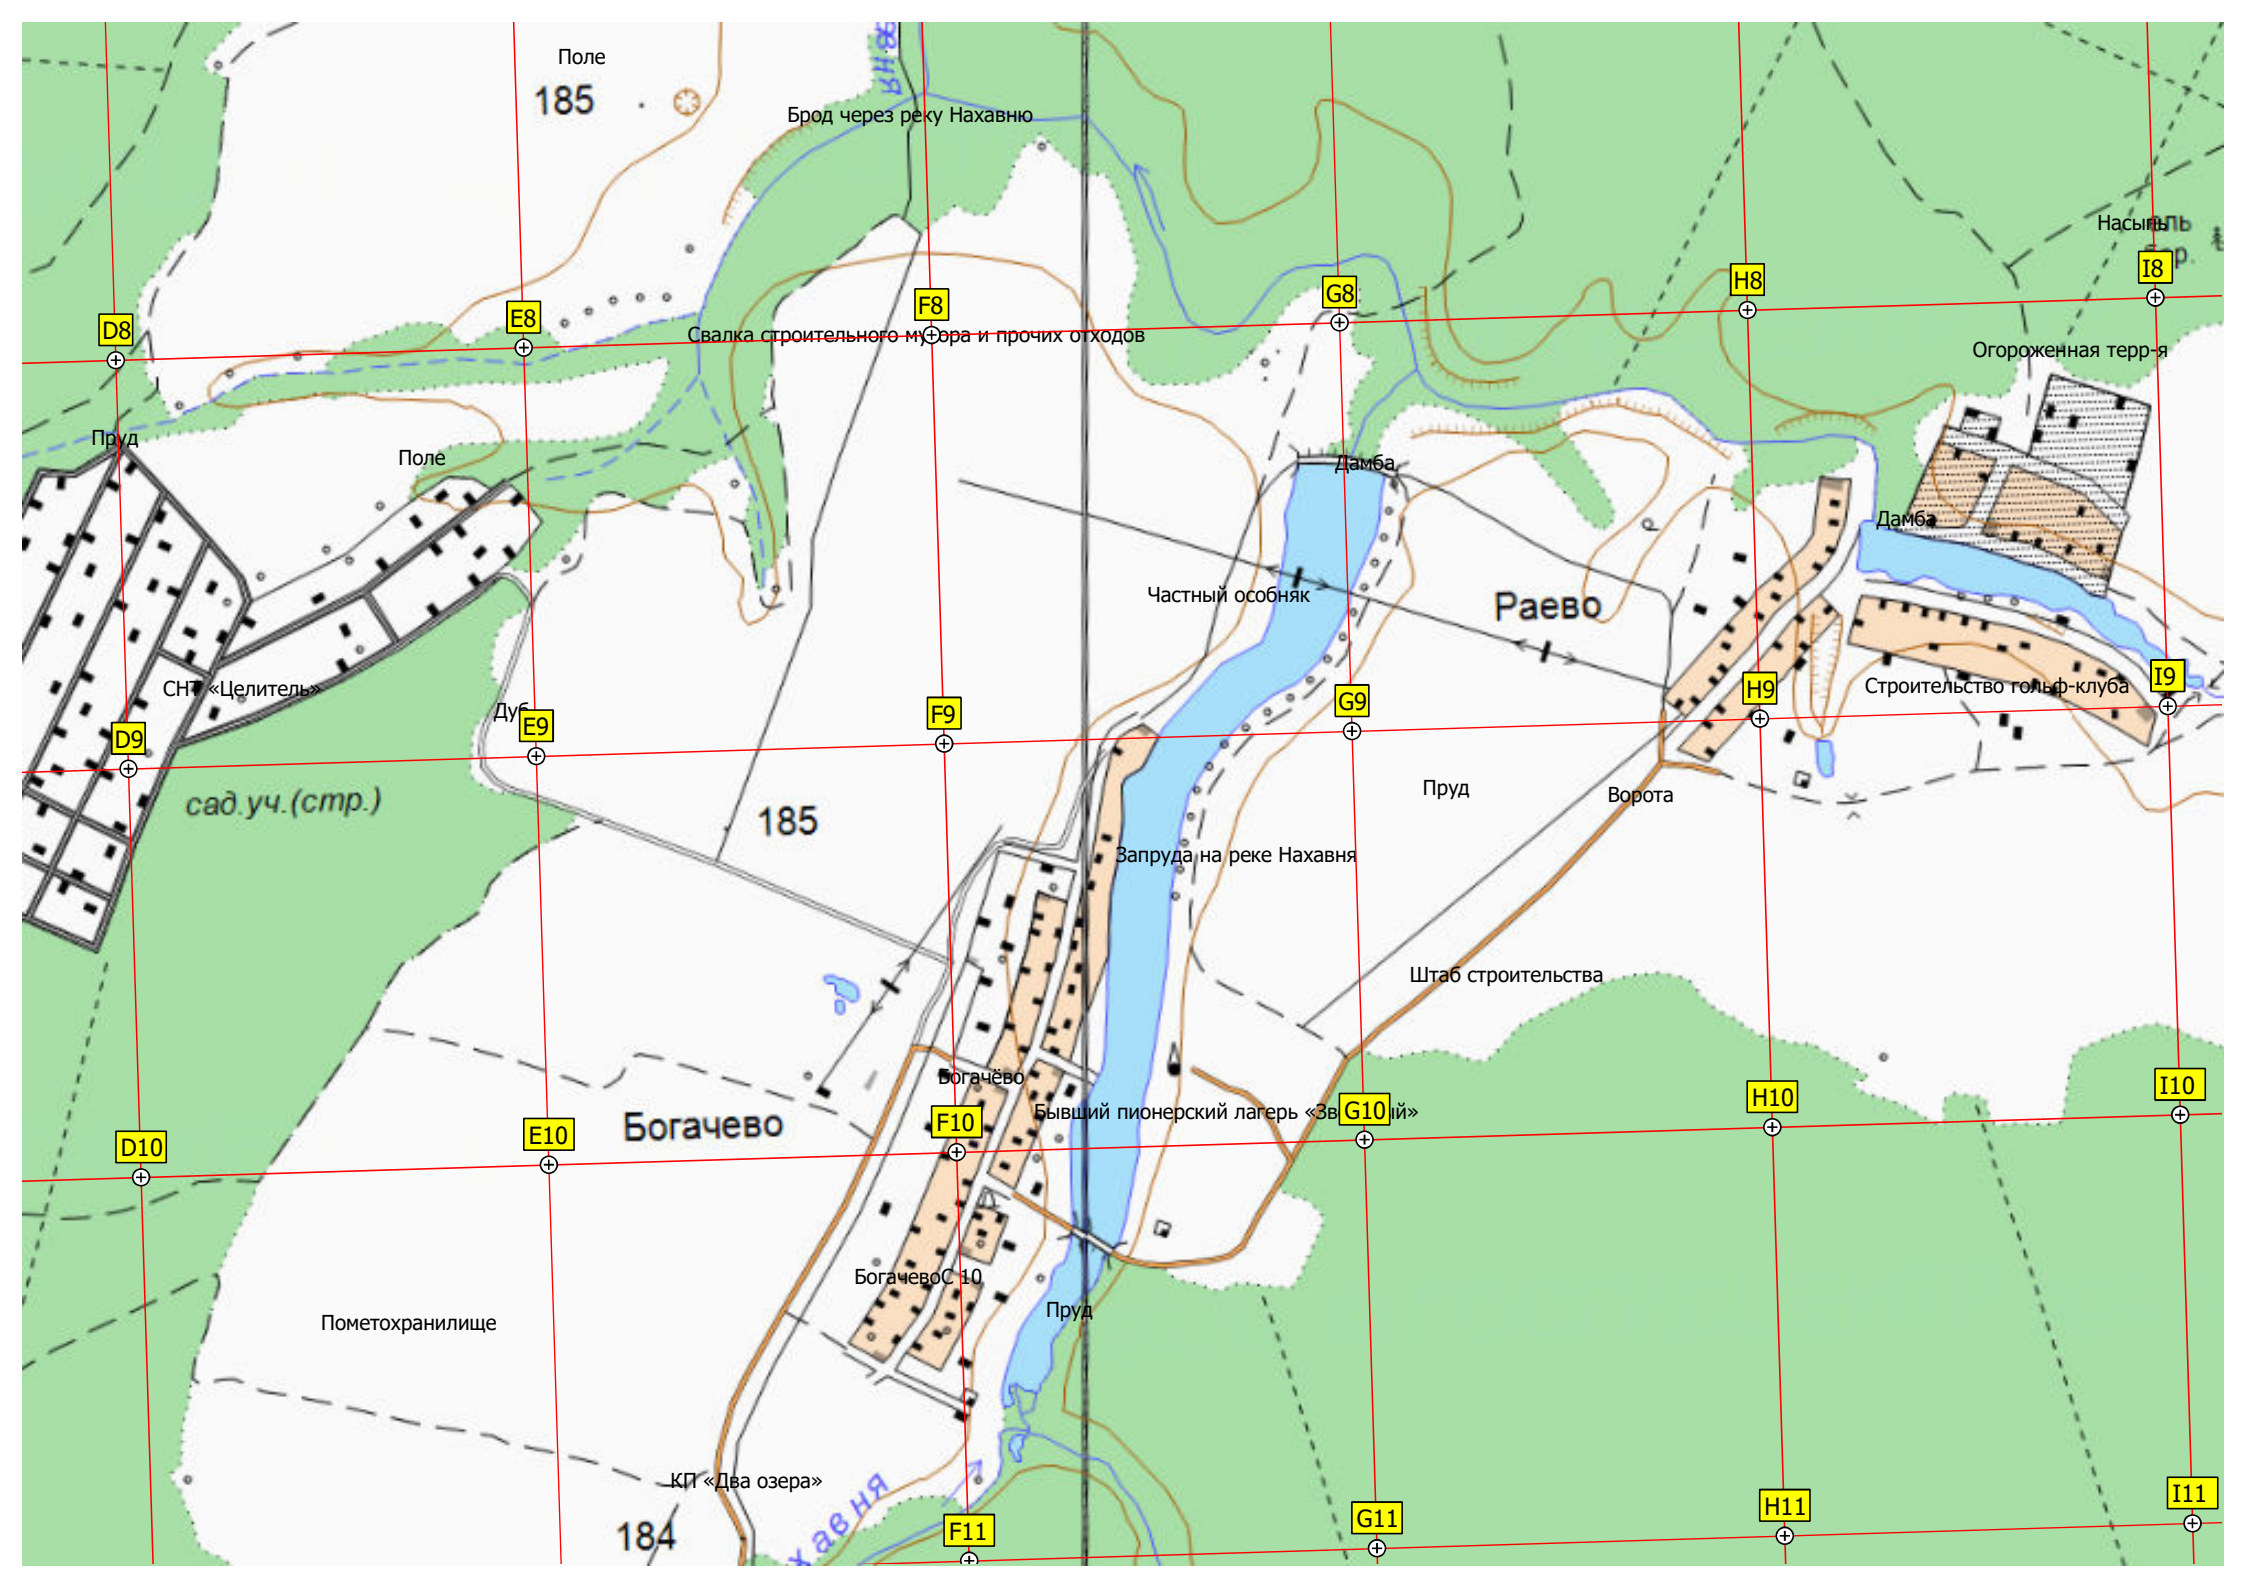 Поле
185
Брод через реку Нахавню
Насыпь
I8
H8
G8
F8
E8
D8
Свалка строительного мусора и прочих отходов
Огороженная терр-я
Пруд
Поле
Дамба
Дамба
Частный особняк
Раево
СНТ «Целитель»
Дуб
I9
H9
G9
F9
E9
D9
Строительство гольф-клуба
Пруд
Ворота
сад.уч.(стр.)
185
Запруда на реке Нахавня
Штаб строительства
Богачёво
I10
H10
G10
F10
E10
D10
Бывший пионерский лагерь «Зв
ый»
Богачево
БогачевоС 10
Пруд
Пометохранилище
КП «Два озера»
хавня
184
I11
H11
G11
F11